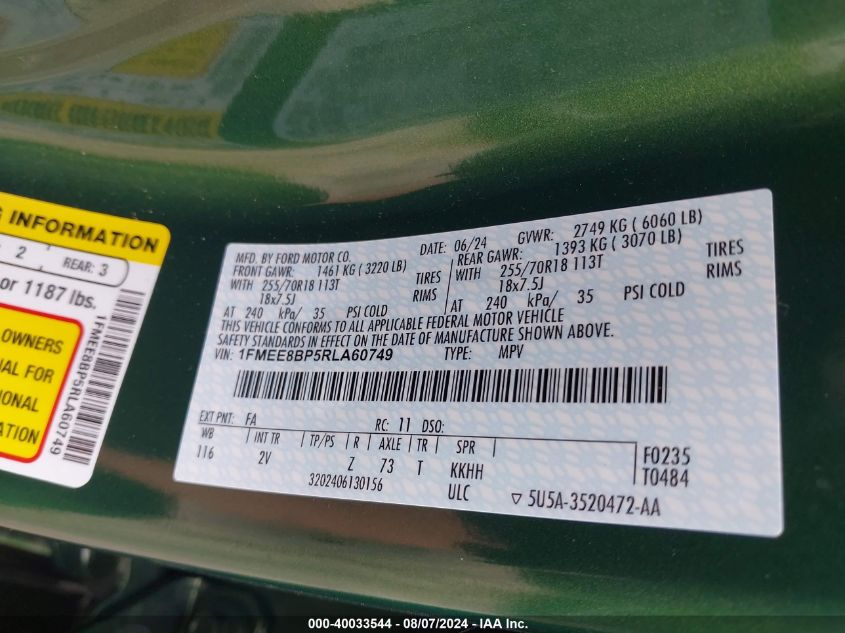 G INFORMATION
2 REAR: 3
or 1187 lbs.
OWNERS
AL FOR
IONAL
ATION
1FMEE8BP5RLA60749
MFD. BY FORD MOTOR CO. DATE: 06/24 GVWR: 2749 KG ( 6060 LB)
FRONT GAWR: 1461 KG ( 3220 LB) REAR GAWR: 1393 KG ( 3070 LB)
WITH 255/70R18 113T TIRES WITH 255/70R18 113T TIRES
18x7.5J RIMS 18x7.5J RIMS
AT 240 kPa/ 35 PSI COLD AT 240 kPa/ 35 PSI COLD
THIS VEHICLE CONFORMS TO ALL APPLICABLE FEDERAL MOTOR VEHICLE
SAFETY STANDARDS IN EFFECT ON THE DATE OF MANUFACTURE SHOWN ABOVE.
VIN: 1FMEE8BP5RLA60749 TYPE: MPV
EXT PNT: FA RC: 11 DSO:
WB INT TR TP/PS R AXLE TR SPR
116 2V Z 73 T KKHH
F0235
T0484
3202406130156 ULC
5U5A-3520472-AA
000-40033544 - 08/07/2024 - IAA Inc.